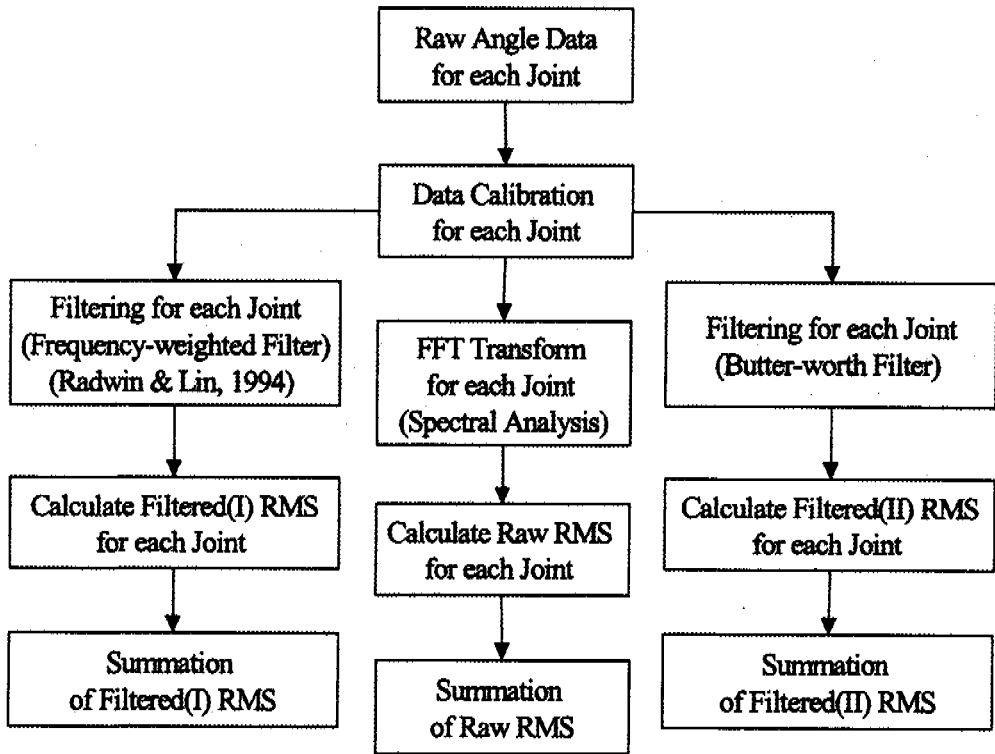 Raw Angle Data
for each Joint
Data Calibration
for each Joint
Filtering for each Joint
(Frequency-weighted Filter)
(Radwin & Lin, 1994)
FFT Transform
for each Joint
(Spectral Analysis)
Filtering for each Joint
(Butter-worth Filter)
Calculate Filtered(I) RMS
for each Joint
Calculate Raw RMS
for each Joint
Calculate Filtered(II) RMS
for each Joint
Summation
of Filtered(I) RMS
Summation
of Raw RMS
Summation
of Filtered(II) RMS